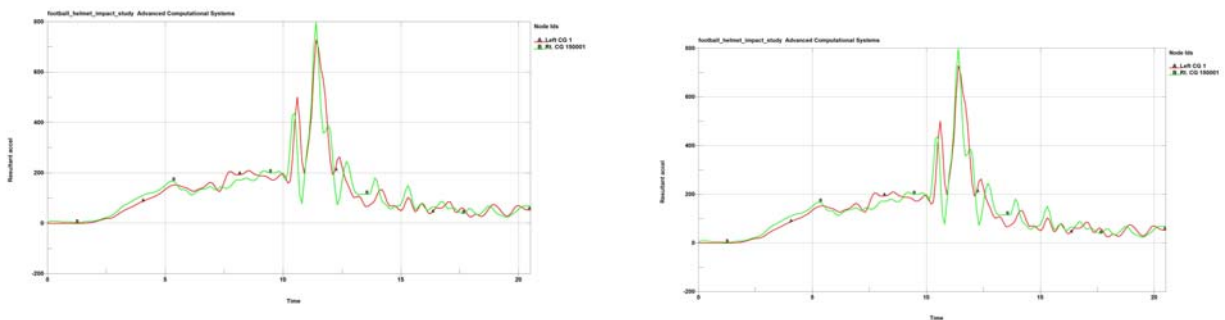 football_helmet_impact_study Advanced Computational Systems
Node Ids
A Left CG 1
B Rt. CG 150001
800
600
400
200
0
-200
Resultant accel
0
5
10
15
20
Time
football_helmet_impact_study Advanced Computational Systems
Node Ids
A Left CG 1
B Rt. CG 150001
800
600
400
200
0
-200
Resultant accel
0
5
10
15
20
Time